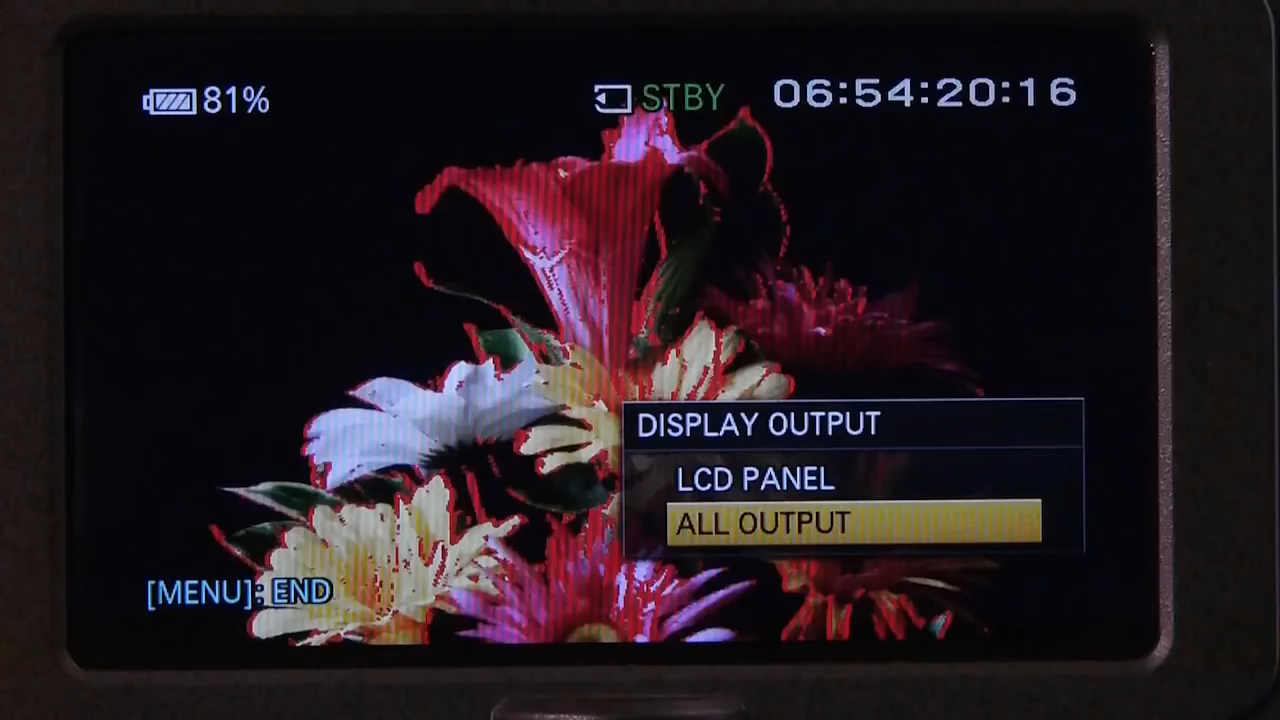 81%
STBY
06:54:20:16
DISPLAY OUTPUT
LCD PANEL
ALL OUTPUT
[MENU]: END